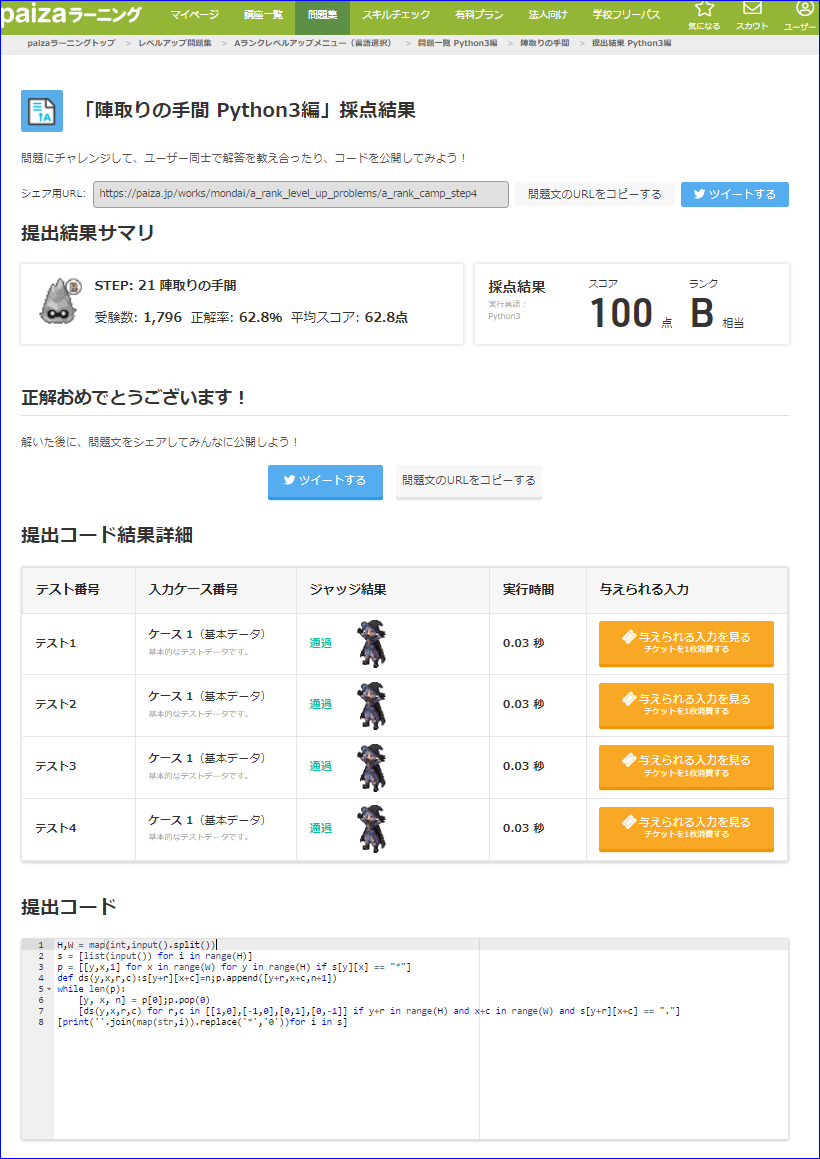 paizaラーニング マイページ 講座一覧 問題集 スキルチェック 有料プラン 法人向け 学校フリーパス 気になる スカウト ユーザー
paizaラーニングトップ > レベルアップ問題集 > Aランクレベルアップメニュー（言語選択） > 問題一覧 Python3編 > 陣取りの手間 > 提出結果 Python3編
「陣取りの手間 Python3編」採点結果
問題にチャレンジして、ユーザー同士で解答を教え合ったり、コードを公開してみよう！
シェア用URL: https://paiza.jp/works/mondai/a_rank_level_up_problems/a_rank_camp_step4 問題文のURLをコピーする ツイートする
提出結果サマリ
STEP: 21 陣取りの手間
受験数: 1,796 正解率: 62.8% 平均スコア: 62.8点
採点結果
実行言語：
Python3
スコア
100 点
ランク
B 相当
正解おめでとうございます！
解いた後に、問題文をシェアしてみんなに公開しよう！
ツイートする 問題文のURLをコピーする
提出コード結果詳細
テスト番号 入力ケース番号 ジャッジ結果 実行時間 与えられる入力
テスト1 ケース 1（基本データ） 通過 0.03 秒 与えられる入力を見る
基本的なテストデータです。 チケットを1枚消費する
テスト2 ケース 1（基本データ） 通過 0.03 秒 与えられる入力を見る
基本的なテストデータです。 チケットを1枚消費する
テスト3 ケース 1（基本データ） 通過 0.03 秒 与えられる入力を見る
基本的なテストデータです。 チケットを1枚消費する
テスト4 ケース 1（基本データ） 通過 0.03 秒 与えられる入力を見る
基本的なテストデータです。 チケットを1枚消費する
提出コード
1 H,W = map(int,input().split())
2 s = [list(input()) for i in range(H)]
3 p = [[y,x,1] for x in range(W) for y in range(H) if s[y][x] == "*"]
4 def ds(y,x,r,c):s[y+r][x+c]=n;p.append([y+r,x+c,n+1])
5 while len(p):
6 [y, x, n] = p[0];p.pop(0)
7 [ds(y,x,r,c) for r,c in [[1,0],[-1,0],[0,1],[0,-1]] if y+r in range(H) and x+c in range(W) and s[y+r][x+c] == "."]
8 [print(''.join(map(str,i)).replace('*','0'))for i in s]